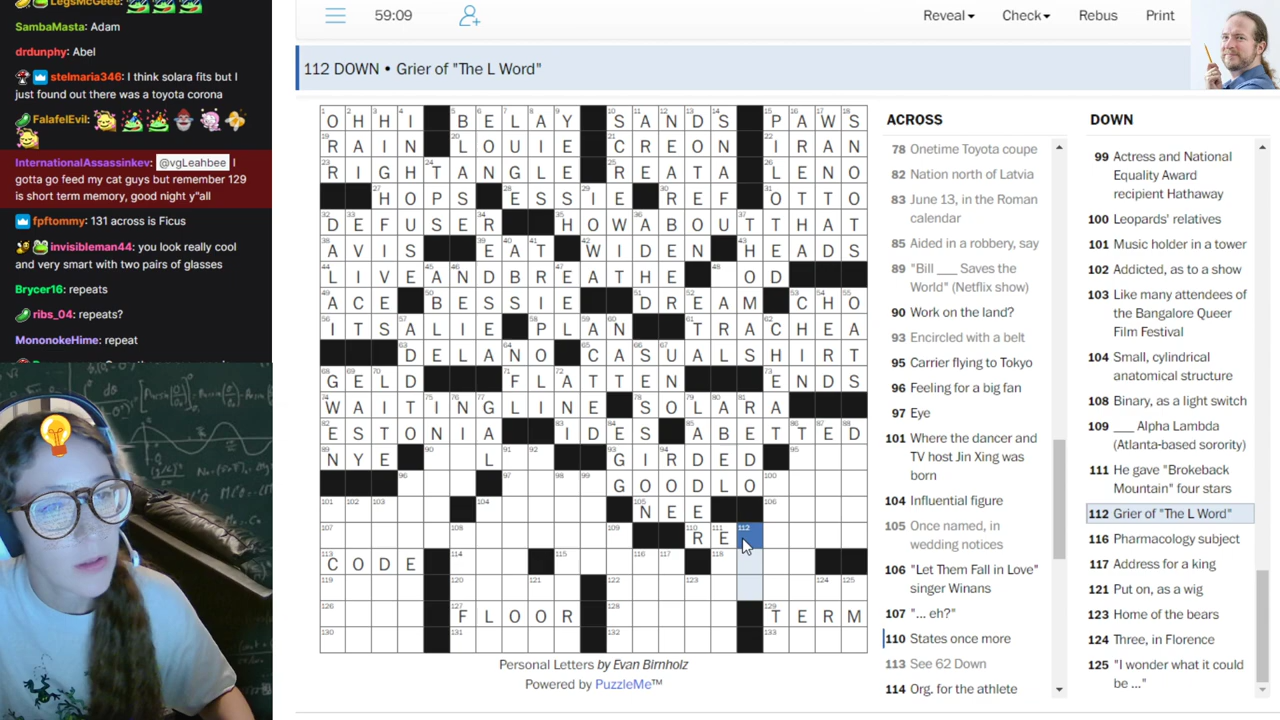 LegsMcGeee:
SambaMasta: Adam
drdunphy: Abel
stelmaria346: I think solara fits but I
just found out there was a toyota corona
FalafelEvil:
InternationalAssassinkev: @vgLeahbee I
gotta go feed my cat guys but remember 129
is short term memory, good night y"all
fpftommy: 131 across is Ficus
invisibleman44: you look really cool
and very smart with two pairs of glasses
Brycer16: repeats
ribs_04: repeats?
MononokeHime: repeat
59:09
Reveal
Check
Rebus
Print
112 DOWN • Grier of "The L Word"
O H H I B E L A Y S A N D S P A W S
R A I N L O U I E C R E O N I R A N
R I G H T A N G L E R E A T A L E N O
H O P S E S S I E R E F O T T O
D E F U S E R H O W A B O U T T H A T
A V I S E A T W I D E N H E A D S
L I V E A N D B R E A T H E O D
A C E B E S S I E D R E A M C H O
I T S A L I E P L A N T R A C H E A
D E L A N O C A S U A L S H I R T
G E L D F L A T T E N E N D S
W A I T I N G L I N E S O L A R A
E S T O N I A I D E S A B E T T E D
N Y E L G I R D E D
G O O D L O
N E E
R E
C O D E
F L O O R T E R M
Personal Letters by Evan Birnholz
Powered by PuzzleMe™
ACROSS
78 Onetime Toyota coupe
82 Nation north of Latvia
83 June 13, in the Roman
calendar
85 Aided in a robbery, say
89 "Bill ___ Saves the
World" (Netflix show)
90 Work on the land?
93 Encircled with a belt
95 Carrier flying to Tokyo
96 Feeling for a big fan
97 Eye
101 Where the dancer and
TV host Jin Xing was
born
104 Influential figure
105 Once named, in
wedding notices
106 "Let Them Fall in Love"
singer Winans
107 "... eh?"
110 States once more
113 See 62 Down
114 Org. for the athlete
DOWN
99 Actress and National
Equality Award
recipient Hathaway
100 Leopards' relatives
101 Music holder in a tower
102 Addicted, as to a show
103 Like many attendees of
the Bangalore Queer
Film Festival
104 Small, cylindrical
anatomical structure
108 Binary, as a light switch
109 ___ Alpha Lambda
(Atlanta-based sorority)
111 He gave "Brokeback
Mountain" four stars
112 Grier of "The L Word"
116 Pharmacology subject
117 Address for a king
121 Put on, as a wig
123 Home of the bears
124 Three, in Florence
125 "I wonder what it could
be ..."